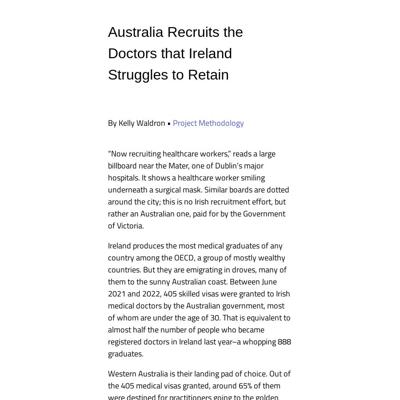 Australia Recruits the
Doctors that Ireland
Struggles to Retain
By Kelly Waldron • Project Methodology
"Now recruiting healthcare workers," reads a large
billboard near the Mater, one of Dublin's major
hospitals. It shows a healthcare worker smiling
underneath a surgical mask. Similar boards are dotted
around the city; this is no Irish recruitment effort, but
rather an Australian one, paid for by the Government
of Victoria.
Ireland produces the most medical graduates of any
country among the OECD, a group of mostly wealthy
countries. But they are emigrating in droves, many of
them to the sunny Australian coast. Between June
2021 and 2022, 405 skilled visas were granted to Irish
medical doctors by the Australian government, most
of whom are under the age of 30. That is equivalent to
almost half the number of people who became
registered doctors in Ireland last year–a whopping 888
graduates.
Western Australia is their landing pad of choice. Out of
the 405 medical visas granted, around 65% of them
were destined for practitioners going to the golden